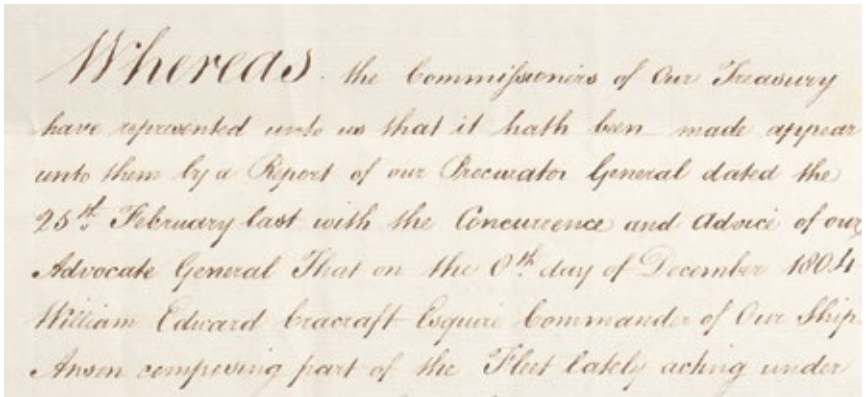 Whereas the Commissioners of Our Treasury
have represented unto us that it hath been made appear
unto them by a Report of our Procurator General dated the
25th February last with the Concurrence and Advice of our
Advocate General That on the 8th day of December 1804
William Edward Cracraft Esquire Commander of Our Ship
Anson composing part of the Fleet lately acting under